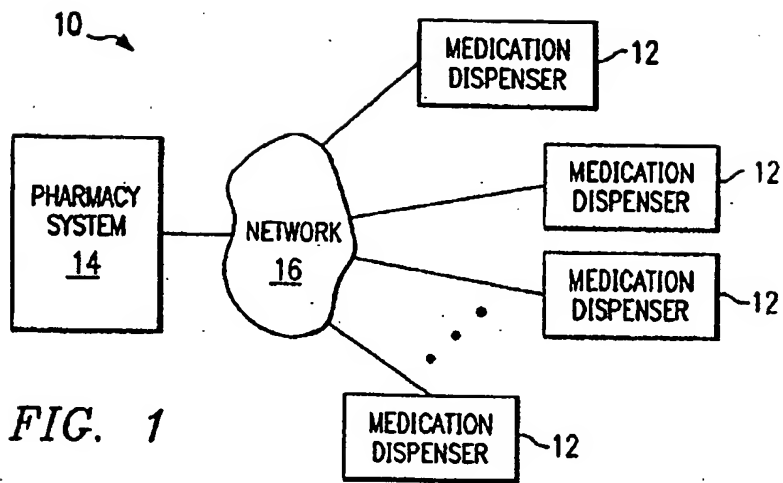 10
MEDICATION
DISPENSER
12
PHARMACY
SYSTEM
14
NETWORK
16
MEDICATION
DISPENSER
12
MEDICATION
DISPENSER
12
MEDICATION
DISPENSER
12
FIG. 1